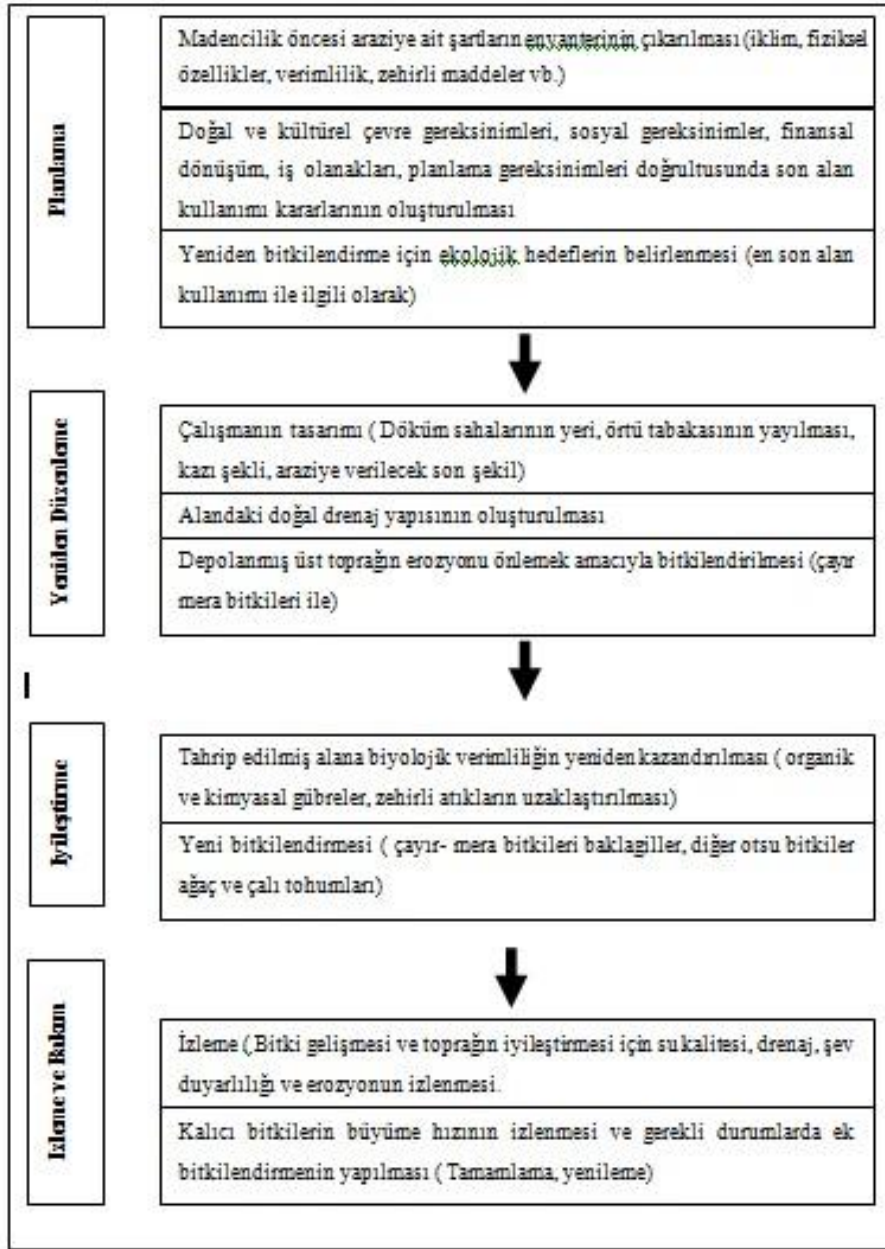 Planlama
Madencilik öncesi araziye ait şartların envanterinin çıkarılması (iklim, fiziksel
özellikler, verimlilik, zehirli maddeler vb.)
Doğal ve kültürel çevre gereksinimleri, sosyal gereksinimler, finansal
dönüşüm, iş olanakları, planlama gereksinimleri doğrultusunda son alan
kullanımı kararlarının oluşturulması
Yeniden bitkilendirme için ekolojik hedeflerin belirlenmesi (en son alan
kullanımı ile ilgili olarak)
Yeniden Düzenleme
Çalışmanın tasarımı ( Döküm sahalarının yeri, örtü tabakasının yayılması,
kazı şekli, araziye verilecek son şekil)
Alandaki doğal drenaj yapısının oluşturulması
Depolanmış üst toprağın erozyonu önlemek amacıyla bitkilendirilmesi (çayır
mera bitkileri ile)
İyileştirme
Tahrip edilmiş alana biyolojik verimliliğin yeniden kazandırılması ( organik
ve kimyasal gübreler, zehirli atıkların uzaklaştırılması)
Yeni bitkilendirmesi ( çayır- mera bitkileri baklagiller, diğer otsu bitkiler
ağaç ve çalı tohumları)
İzleme ve Bakım
İzleme ( Bitki gelişmesi ve toprağın iyileştirmesi için su kalitesi, drenaj, şev
duyarlılığı ve erozyonun izlenmesi.
Kalıcı bitkilerin büyüme hızının izlenmesi ve gerekli durumlarda ek
bitkilendirmenin yapılması ( Tamamlama, yenileme)